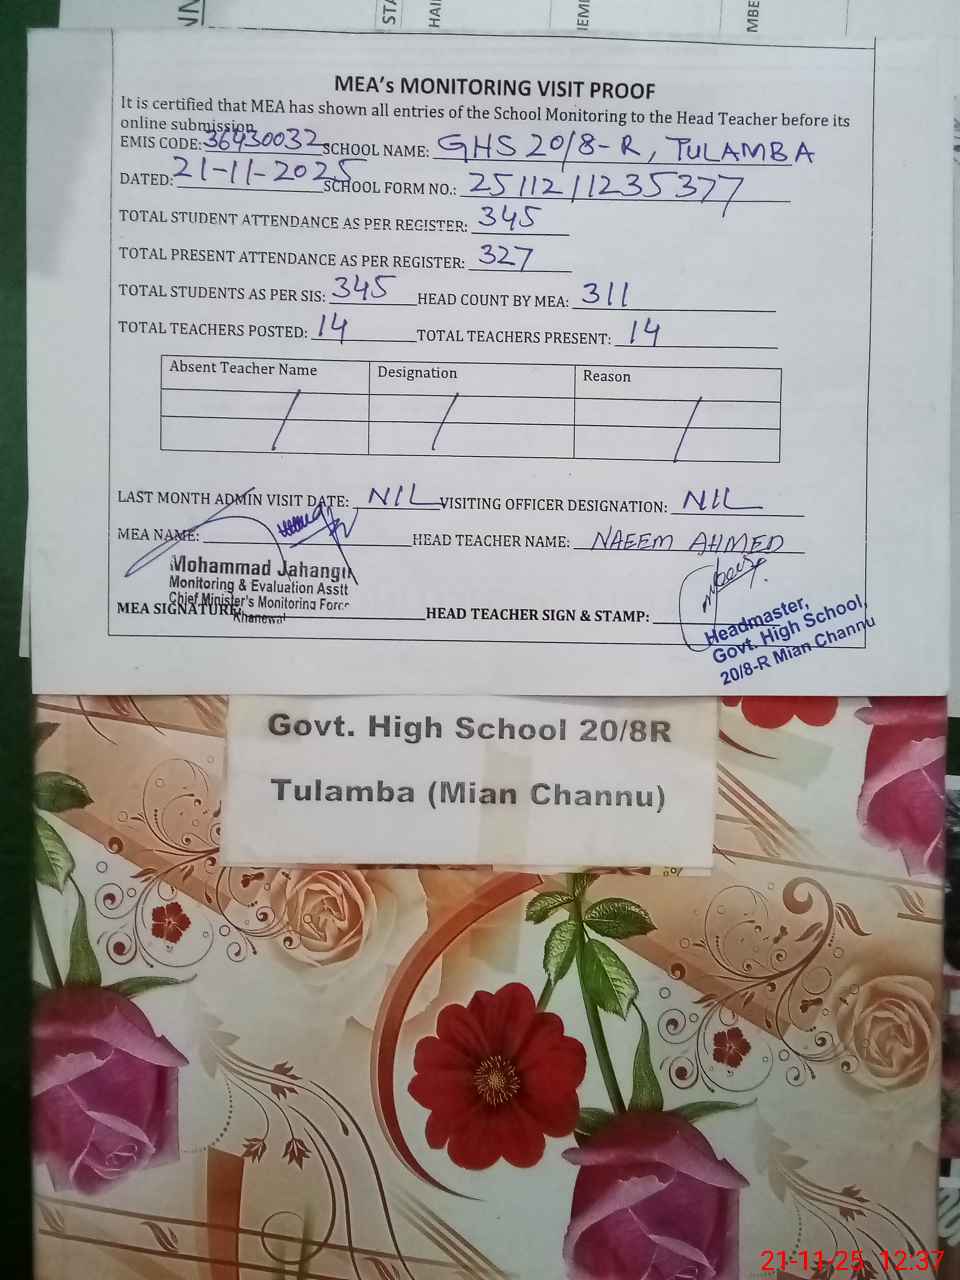 MEA's MONITORING VISIT PROOF
It is certified that MEA has shown all entries of the School Monitoring to the Head Teacher before its
online submission.
EMIS CODE: 36430032 SCHOOL NAME: GHS 20/8-R, TULAMBA
DATED: 21-11-2025 SCHOOL FORM NO.: 2511211235377
TOTAL STUDENT ATTENDANCE AS PER REGISTER: 345
TOTAL PRESENT ATTENDANCE AS PER REGISTER: 327
TOTAL STUDENTS AS PER SIS: 345 HEAD COUNT BY MEA: 311
TOTAL TEACHERS POSTED: 14 TOTAL TEACHERS PRESENT: 14
Absent Teacher Name Designation Reason
LAST MONTH ADMIN VISIT DATE: NIL VISITING OFFICER DESIGNATION: NIL
MEA NAME: HEAD TEACHER NAME: NAEEM AHMED
Mohammad Jahangir
Monitoring & Evaluation Asstt
Chief Minister's Monitoring Force
Khanewal
MEA SIGNATURE: HEAD TEACHER SIGN & STAMP:
Headmaster,
Govt. High School,
20/8-R Mian Channu
Govt. High School 20/8R
Tulamba (Mian Channu)
21-11-25 12:37